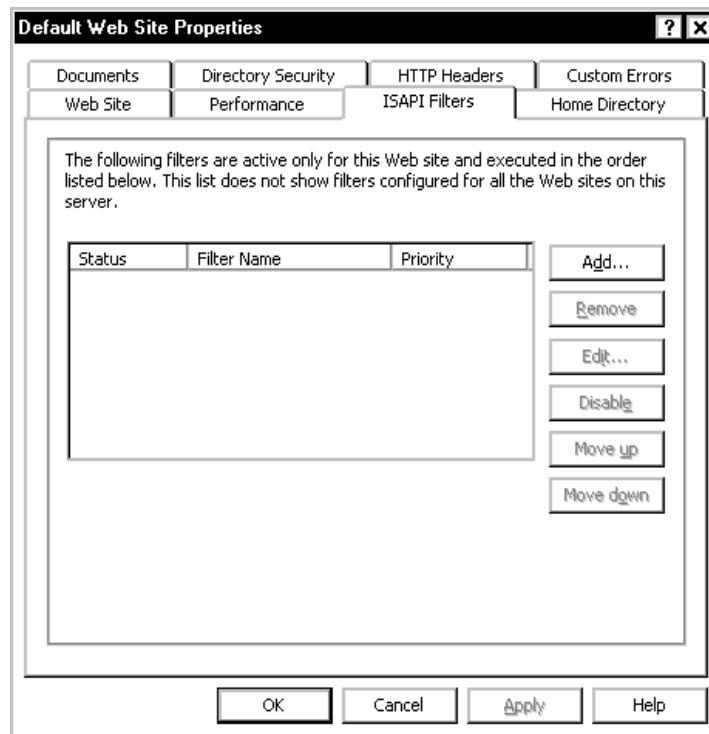 Default Web Site Properties ? X
Documents Directory Security HTTP Headers Custom Errors
Web Site Performance ISAPI Filters Home Directory
The following filters are active only for this Web site and executed in the order
listed below. This list does not show filters configured for all the Web sites on this
server.
Status Filter Name Priority
Add...
Remove
Edit...
Disable
Move up
Move down
OK Cancel Apply Help